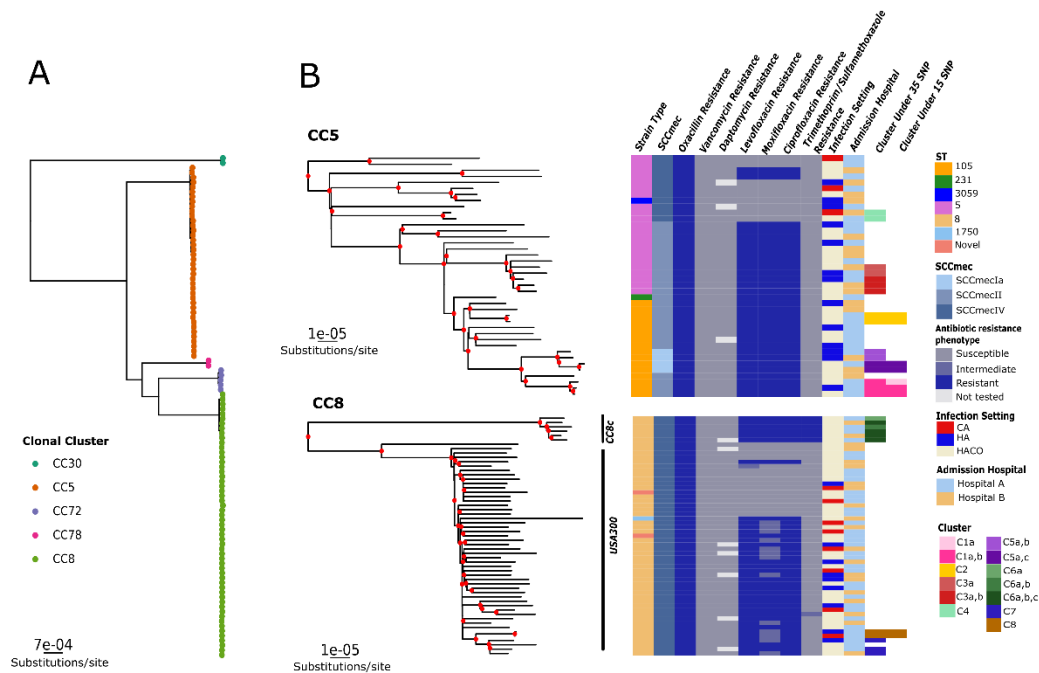 A
B
CC5
1e-05
Substitutions/site
CC8
1e-05
Substitutions/site
Clonal Cluster
CC30
CC5
CC72
CC78
CC8
7e-04
Substitutions/site
Strain Type
SCCmec
Oxacillin Resistance
Vancomycin Resistance
Daptomycin Resistance
Levofloxacin Resistance
Moxifloxacin Resistance
Ciprofloxacin Resistance
Trimethoprim/Sulfamethoxazole
Resistance
Infection Setting
Admission Hospital
Cluster Under 35 SNP
Cluster Under 15 SNP
CC8c
USA300
ST
105
231
3059
5
8
1750
Novel
SCCmec
SCCmecIa
SCCmecII
SCCmecIV
Antibiotic resistance
phenotype
Susceptible
Intermediate
Resistant
Not tested
Infection Setting
CA
HA
HACO
Admission Hospital
Hospital A
Hospital B
Cluster
C1a
C1a,b
C2
C3a
C3a,b
C4
C5a,b
C5a,c
C6a
C6a,b
C6a,b,c
C7
C8